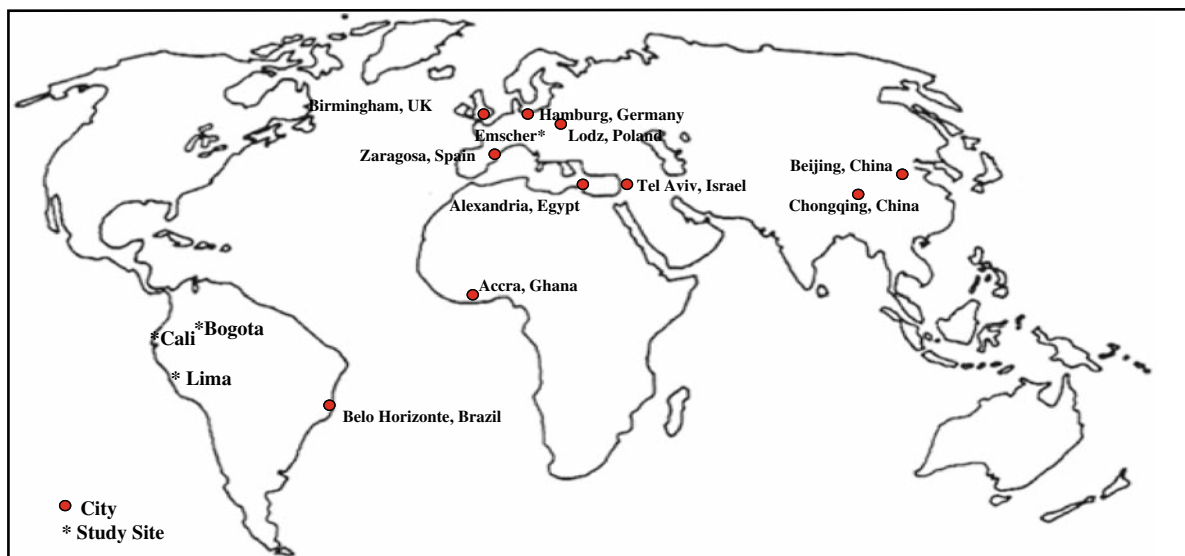 Birmingham, UK
Hamburg, Germany
Emscher*
Lodz, Poland
Zaragosa, Spain
Beijing, China
Tel Aviv, Israel
Alexandria, Egypt
Chongqing, China
Accra, Ghana
*Bogota
*Cali
* Lima
Belo Horizonte, Brazil
City
* Study Site